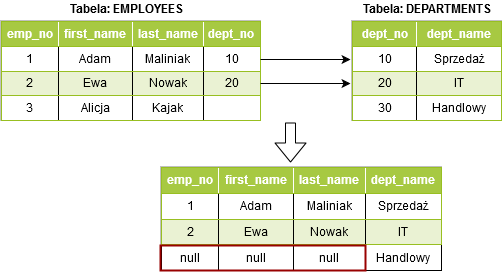 Tabela: EMPLOYEES Tabela: DEPARTMENTS
emp_no first_name last_name dept_no dept_no dept_name
1 Adam Maliniak 10 10 Sprzedaż
2 Ewa Nowak 20 20 IT
3 Alicja Kajak 30 Handlowy
emp_no first_name last_name dept_name
1 Adam Maliniak Sprzedaż
2 Ewa Nowak IT
null null null Handlowy